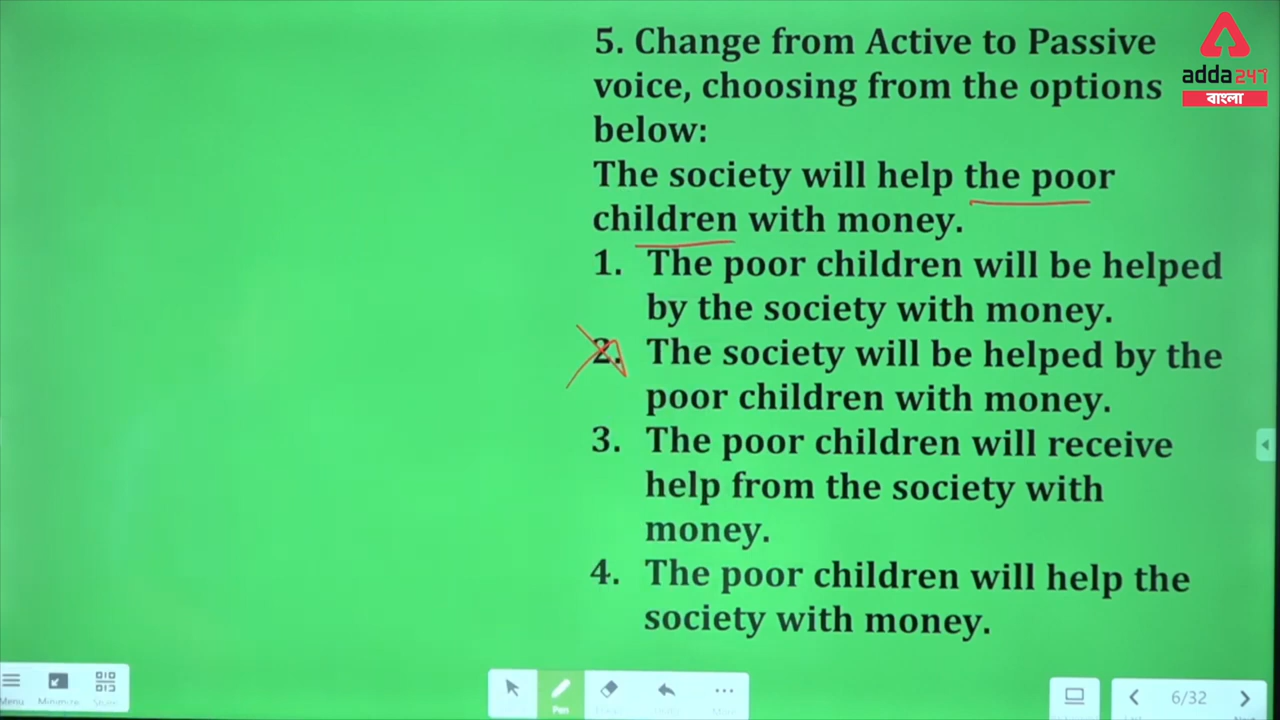 5. Change from Active to Passive
voice, choosing from the options
below:
The society will help the poor
children with money.
1. The poor children will be helped
by the society with money.
2. The society will be helped by the
poor children with money.
3. The poor children will receive
help from the society with
money.
4. The poor children will help the
society with money.
adda247
বাংলা
Menu
Minimize
Pen
6/32